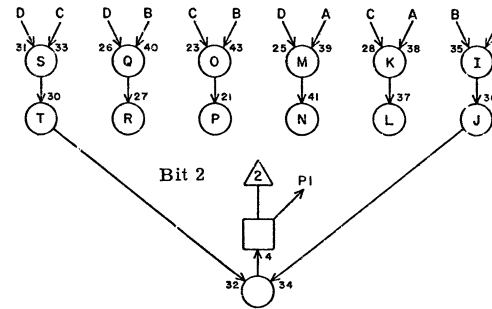 D C D B C B D A C A B
31 33 26 40 23 43 25 39 28 38 35
S Q O M K I
30 27 21 41 37
T R P N L J
Bit 2
2 P1
4
32 34